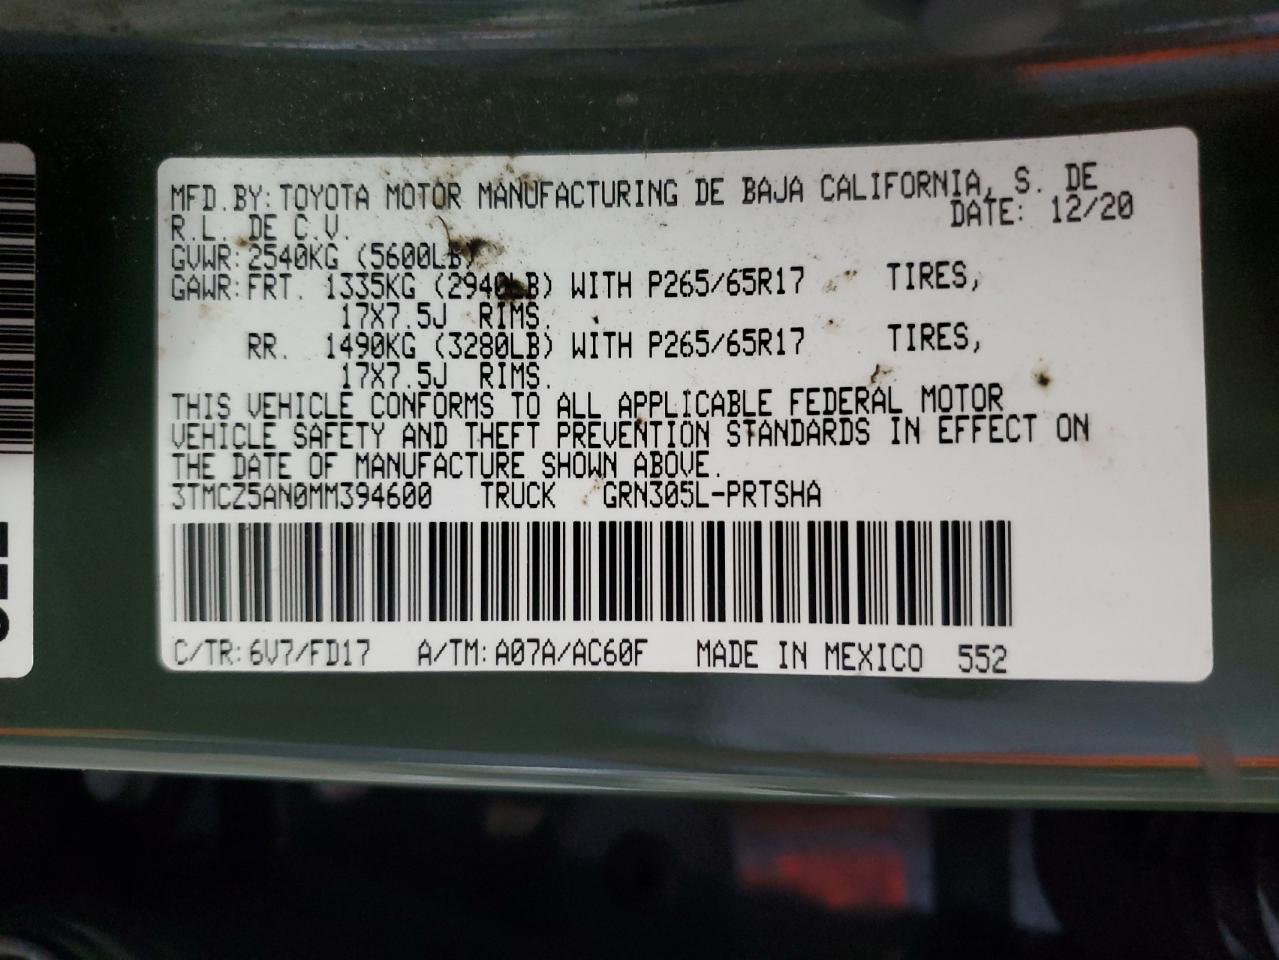 MFD.BY:TOYOTA MOTOR MANUFACTURING DE BAJA CALIFORNIA, S. DE
R.L. DE C.V. DATE: 12/20
GVWR:2540KG (5600LB)
GAWR:FRT. 1335KG (2940LB) WITH P265/65R17 TIRES,
17X7.5J RIMS.
RR. 1490KG (3280LB) WITH P265/65R17 TIRES,
17X7.5J RIMS.
THIS VEHICLE CONFORMS TO ALL APPLICABLE FEDERAL MOTOR
VEHICLE SAFETY AND THEFT PREVENTION STANDARDS IN EFFECT ON
THE DATE OF MANUFACTURE SHOWN ABOVE.
3TMCZ5AN0MM394600 TRUCK GRN305L-PRTSHA
C/TR:6V7/FD17 A/TM:A07A/AC60F MADE IN MEXICO 552